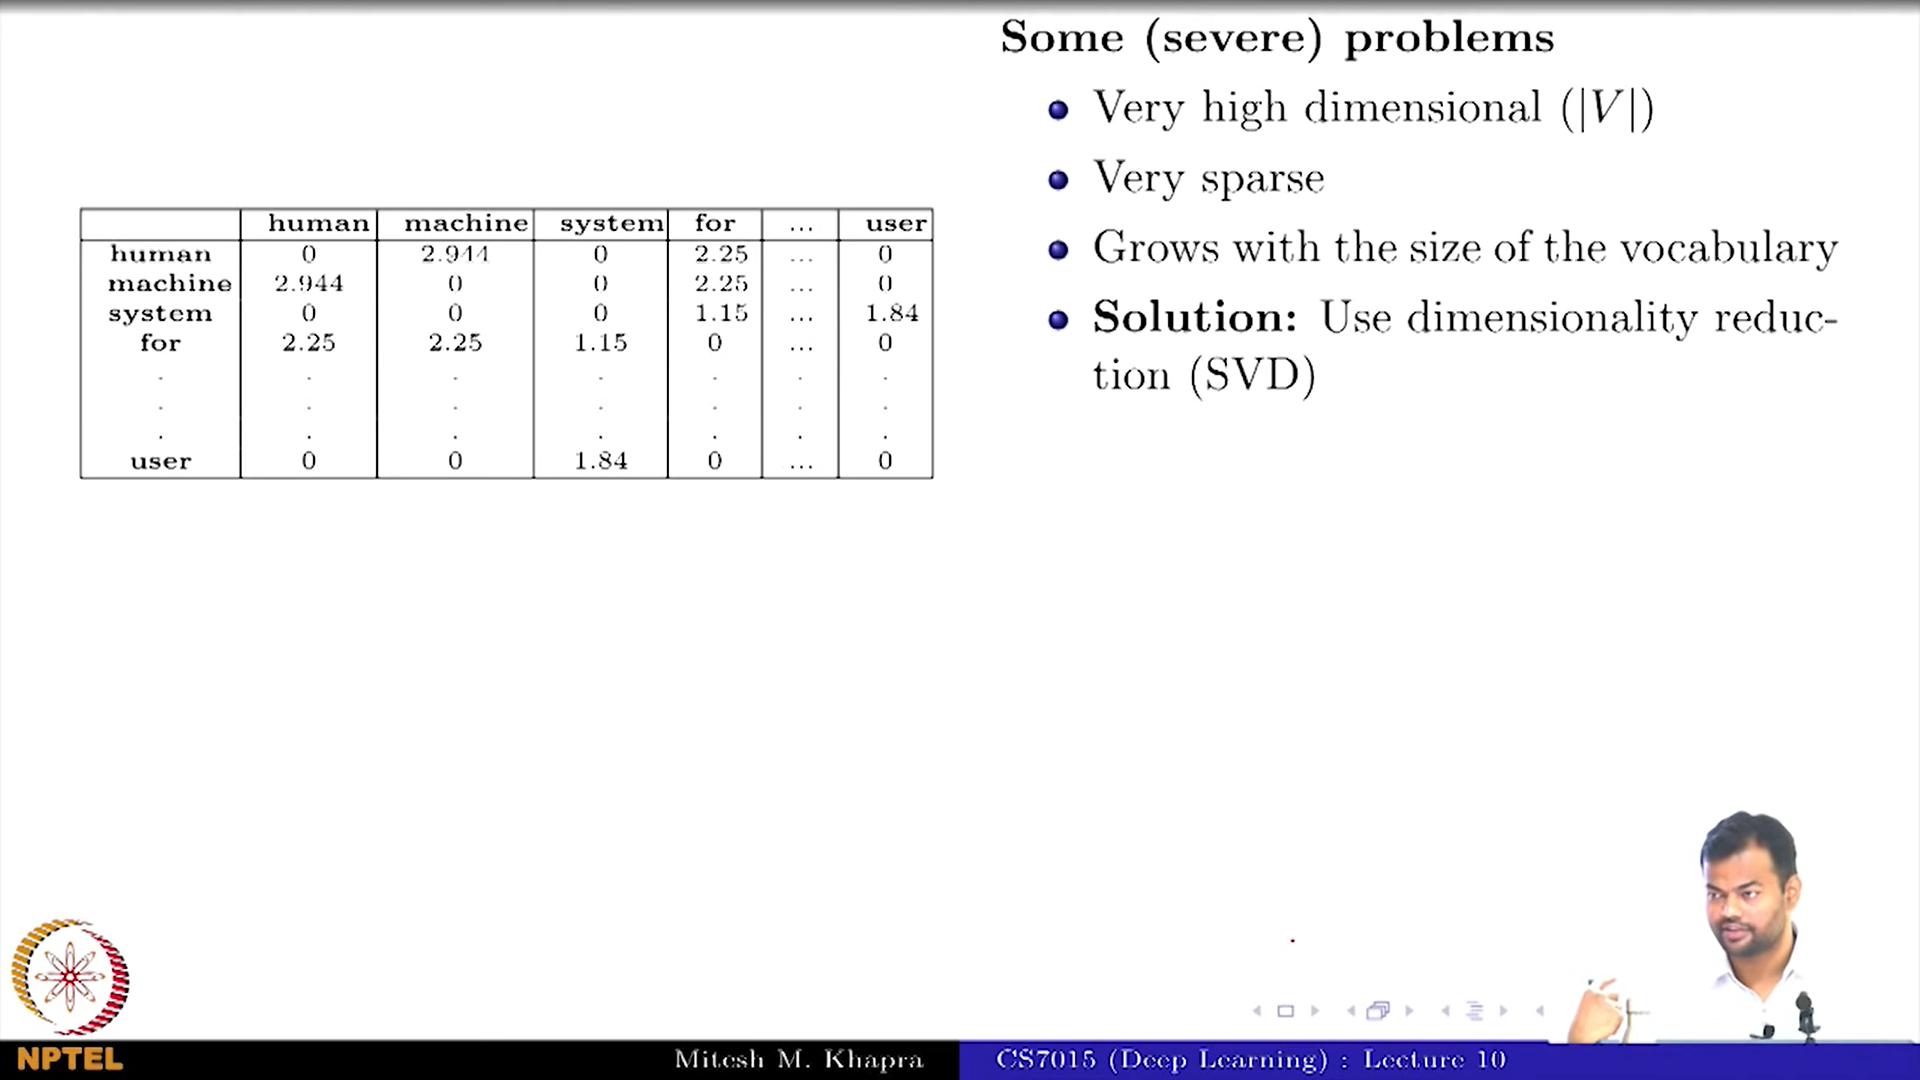 Some (severe) problems
Very high dimensional (|V|)
Very sparse
Grows with the size of the vocabulary
Solution: Use dimensionality reduc-
tion (SVD)
human machine system for ... user
human 0 2.944 0 2.25 ... 0
machine 2.944 0 0 2.25 ... 0
system 0 0 0 1.15 ... 1.84
for 2.25 2.25 1.15 0 ... 0
. . . . . . .
. . . . . . .
. . . . . . .
user 0 0 1.84 0 ... 0
NPTEL
Mitesh M. Khapra
CS7015 (Deep Learning) : Lecture 10